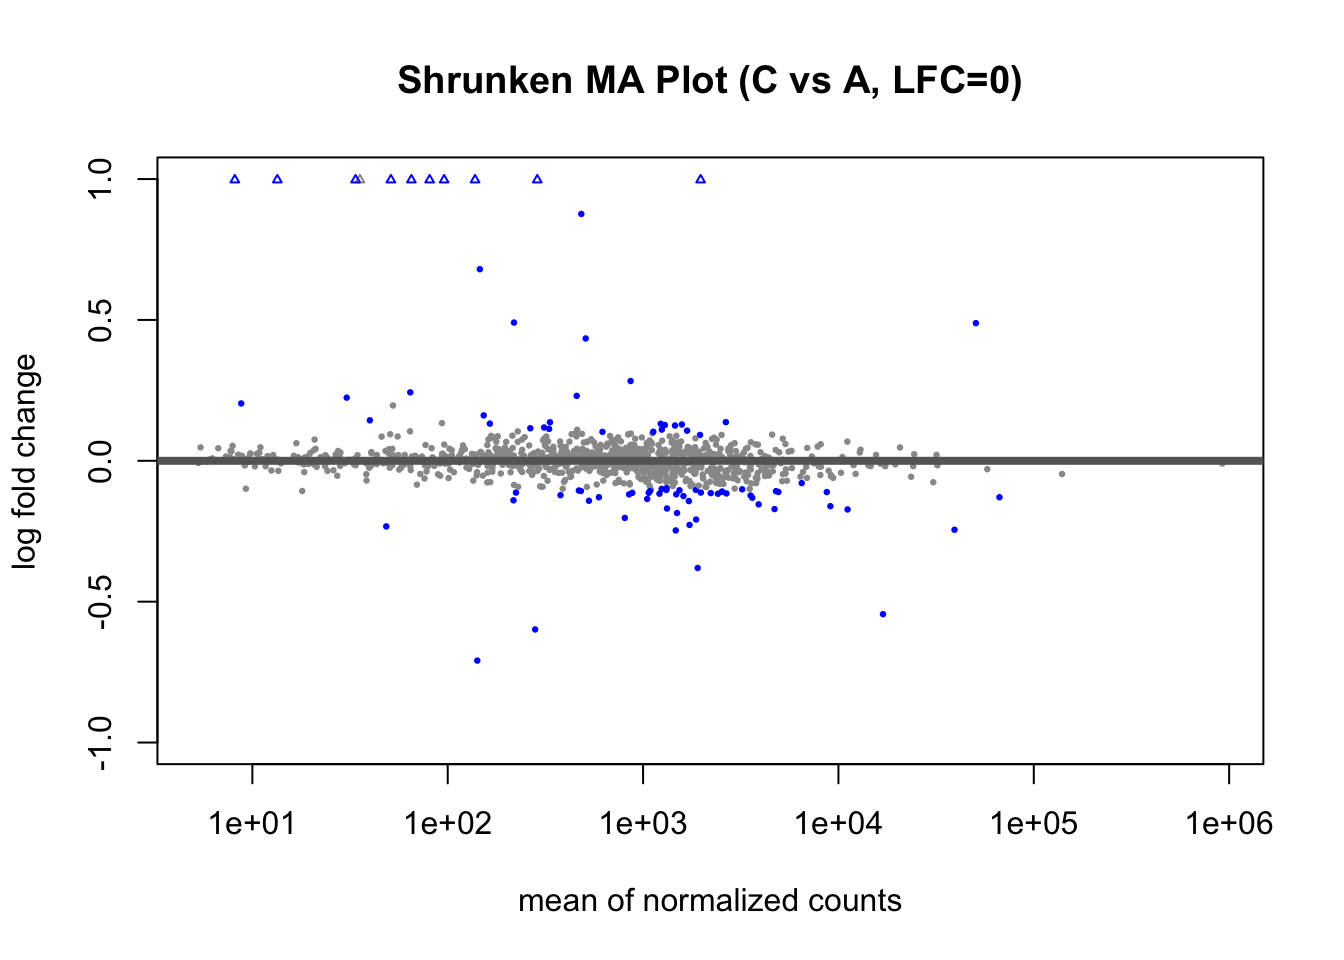 Shrunken MA Plot (C vs A, LFC=0)
log fold change
1.0
0.5
0.0
-0.5
-1.0
1e+01 1e+02 1e+03 1e+04 1e+05 1e+06
mean of normalized counts